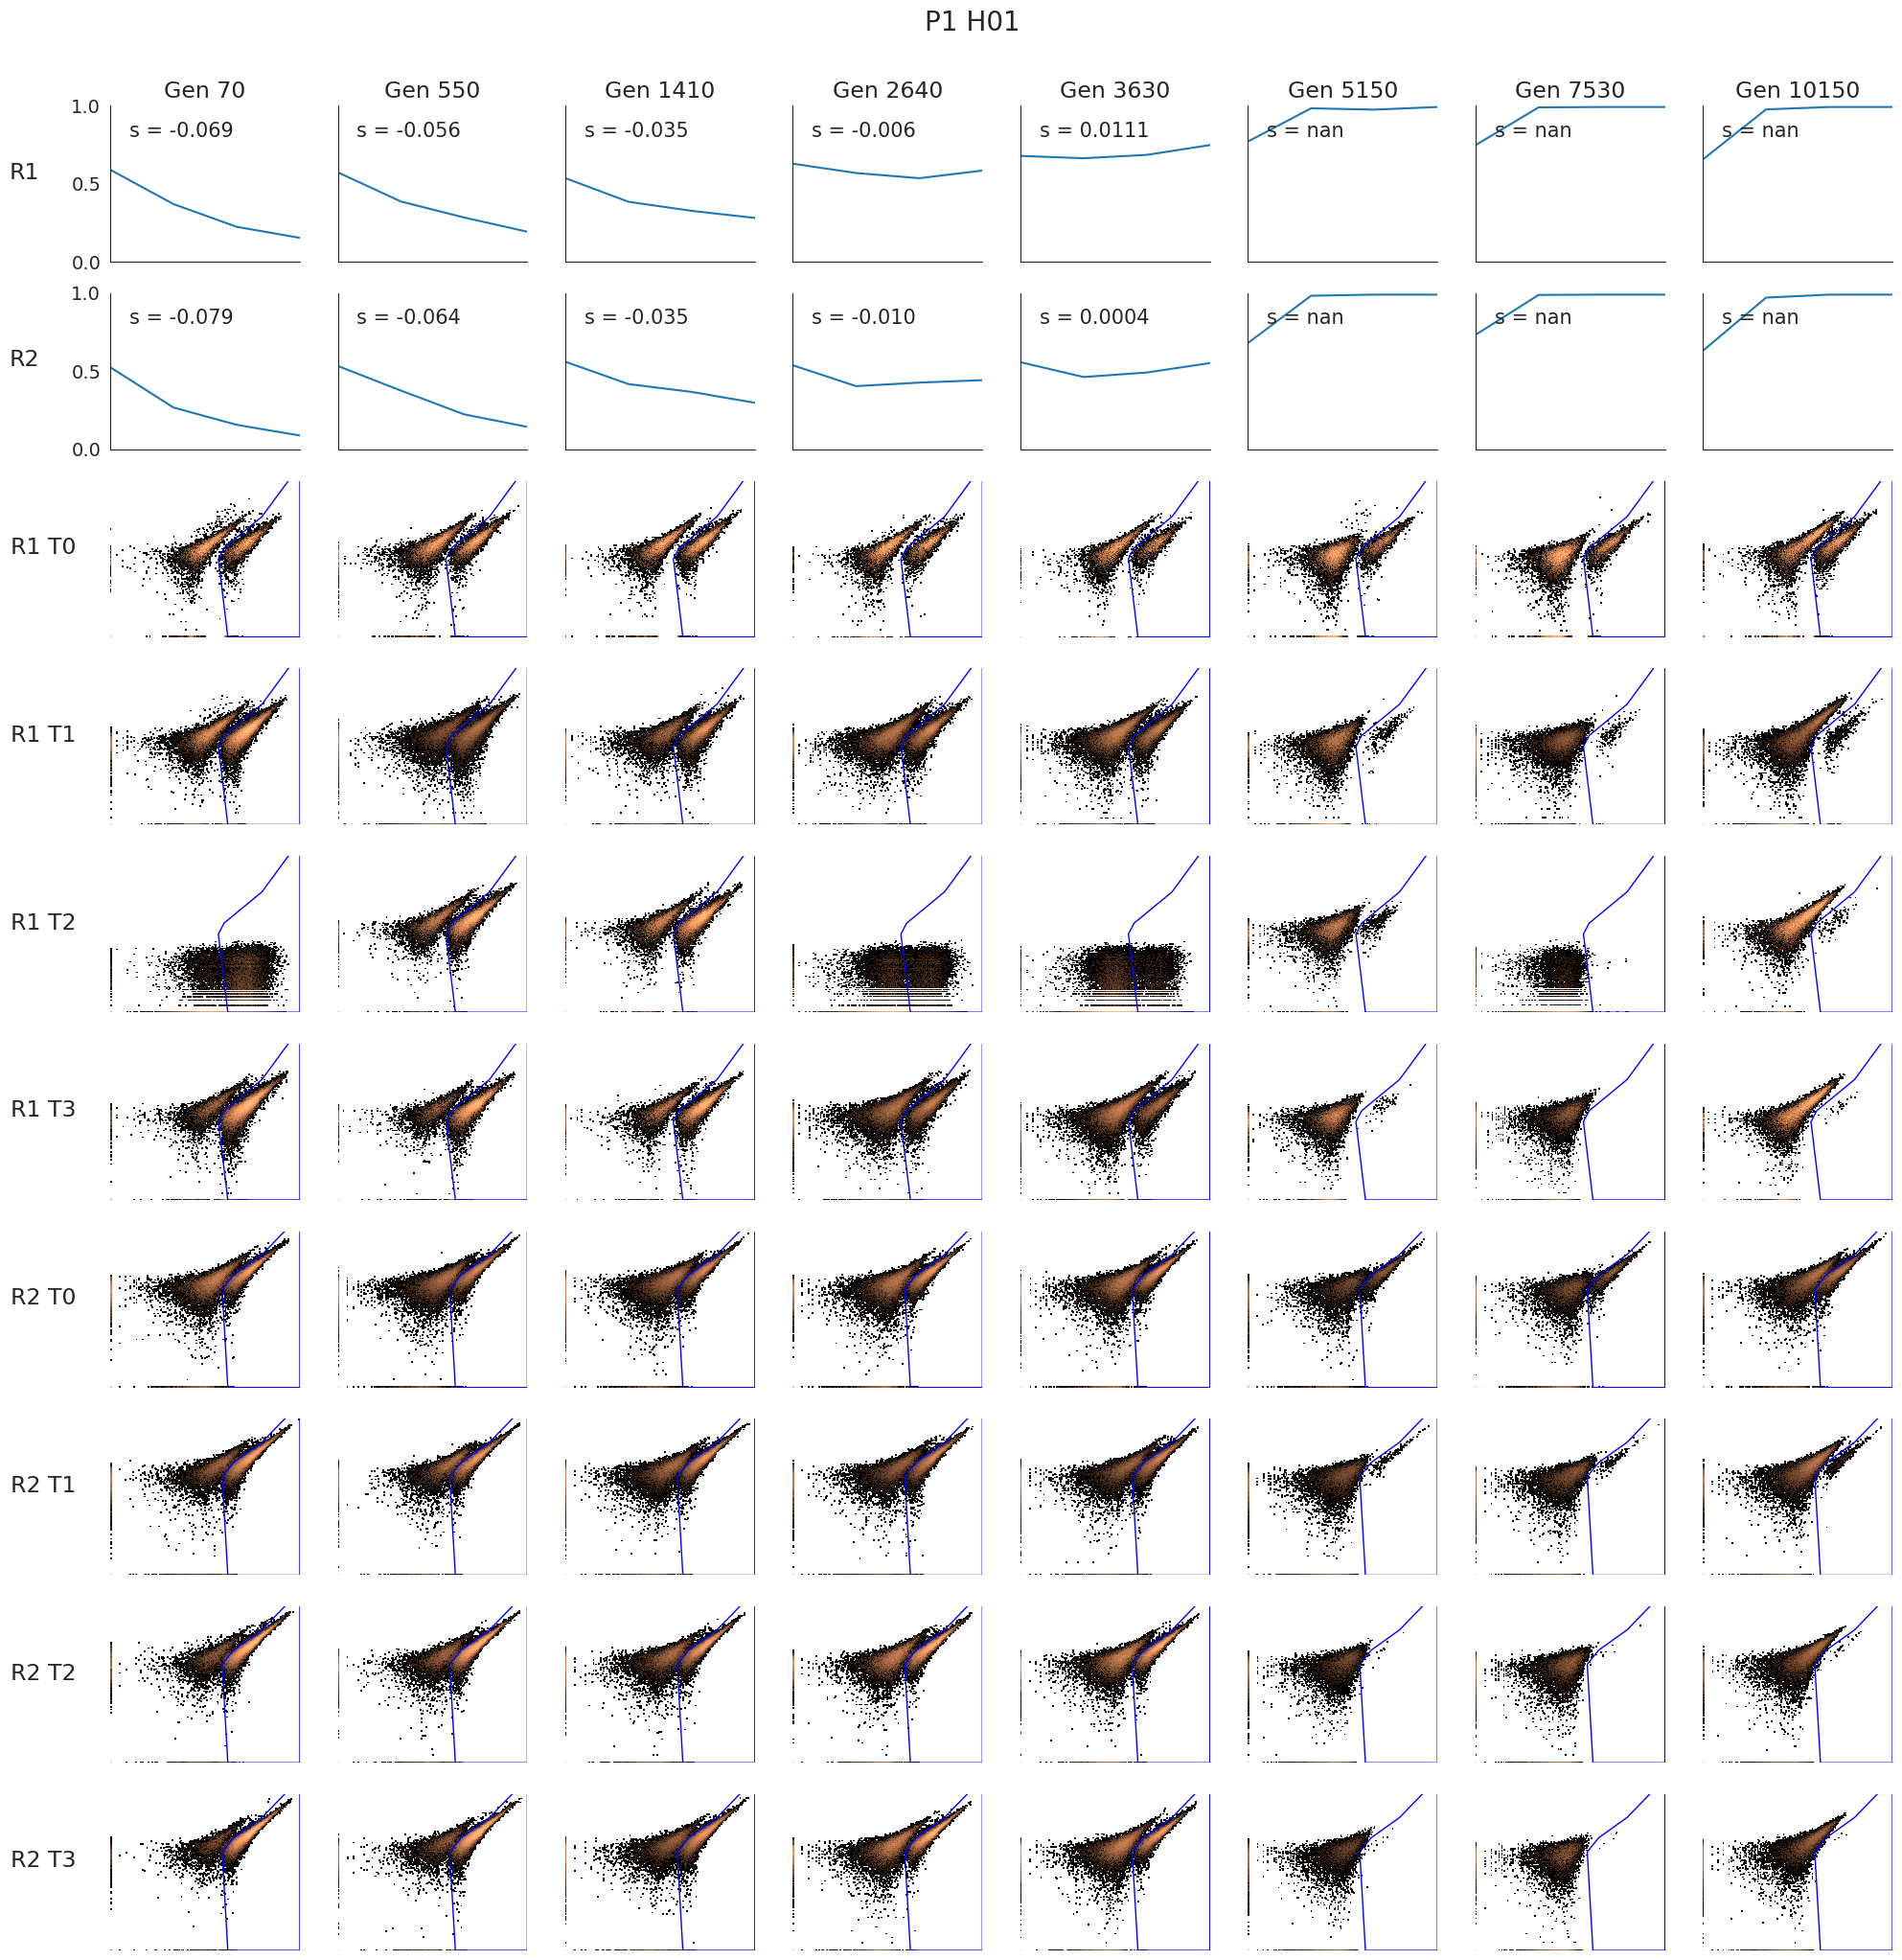 P1 H01
Gen 70 Gen 550 Gen 1410 Gen 2640 Gen 3630 Gen 5150 Gen 7530 Gen 10150
1.0
s = -0.069 s = -0.056 s = -0.035 s = -0.006 s = 0.0111 s = nan s = nan s = nan
R1
0.5
0.0
1.0
s = -0.079 s = -0.064 s = -0.035 s = -0.010 s = 0.0004 s = nan s = nan s = nan
R2
0.5
0.0
R1 T0
R1 T1
R1 T2
R1 T3
R2 T0
R2 T1
R2 T2
R2 T3